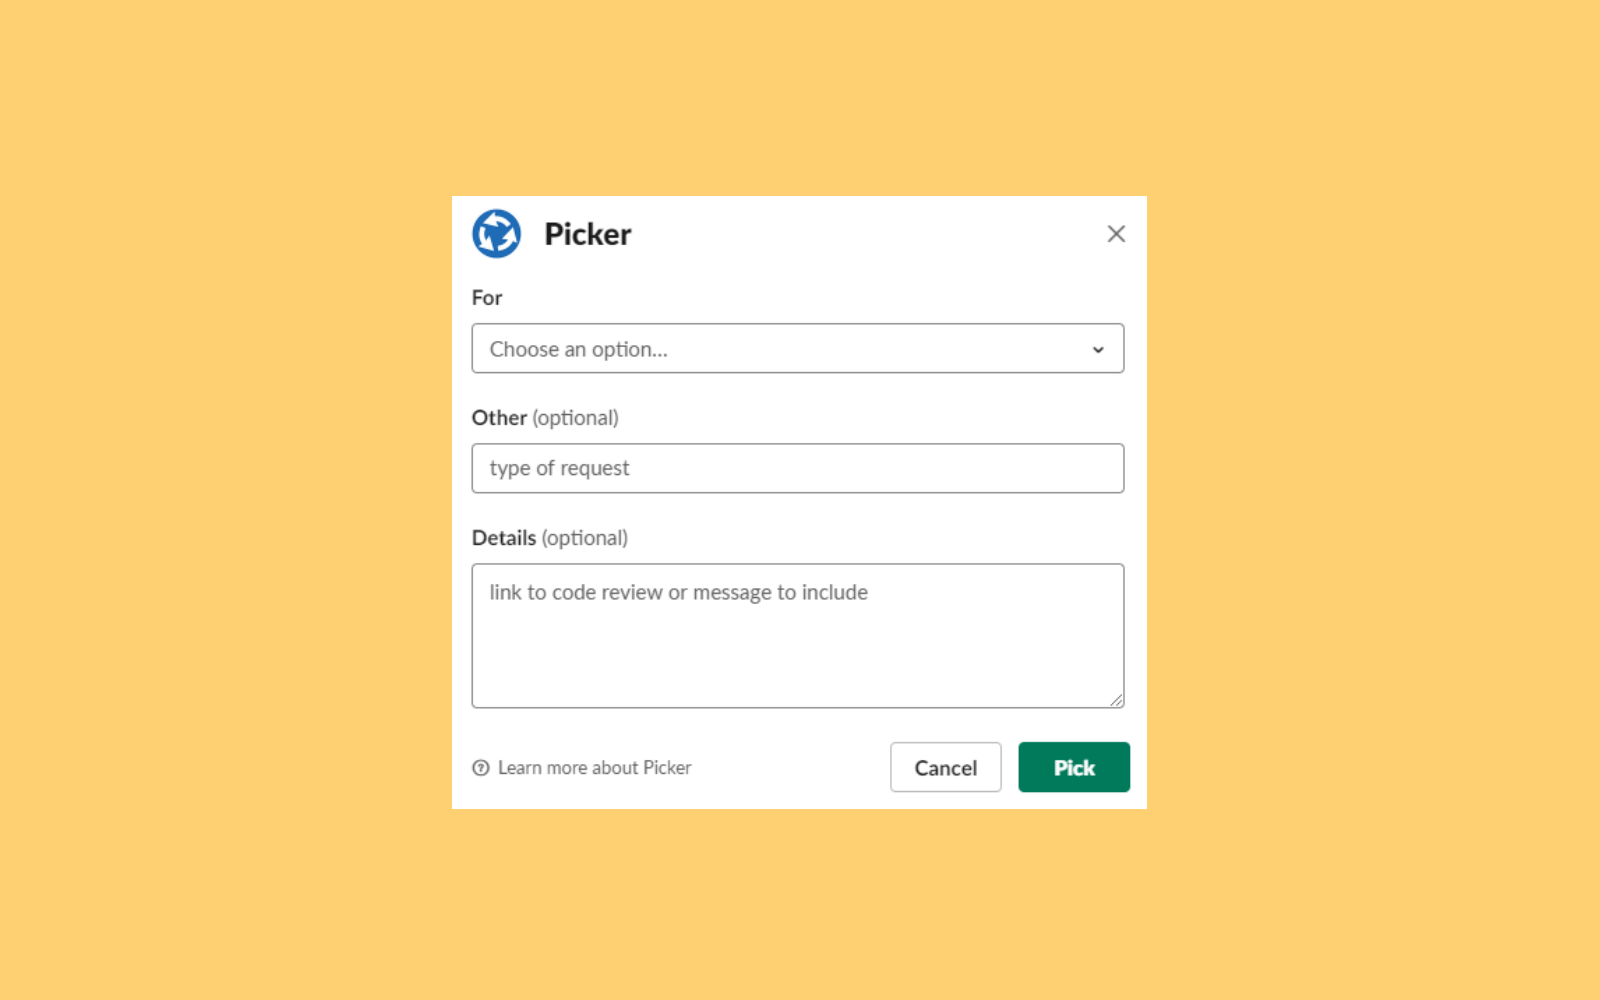 Picker
For
Choose an option...
Other (optional)
type of request
Details (optional)
link to code review or message to include
Learn more about Picker
Cancel
Pick